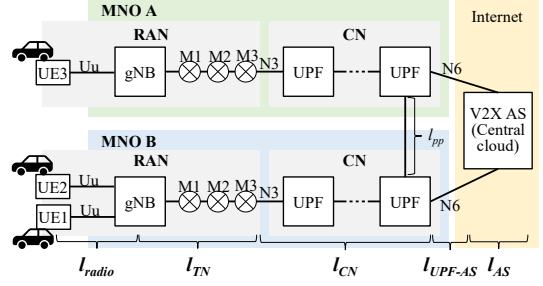 MNO A
Internet
RAN
CN
UE3
Uu
gNB
M1
M2
M3
N3
UPF
UPF
N6
V2X AS
(Central
cloud)
l_pp
MNO B
RAN
CN
UE2
Uu
UE1
Uu
gNB
M1
M2
M3
N3
UPF
UPF
N6
l_radio
l_TN
l_CN
l_UPF-AS
l_AS